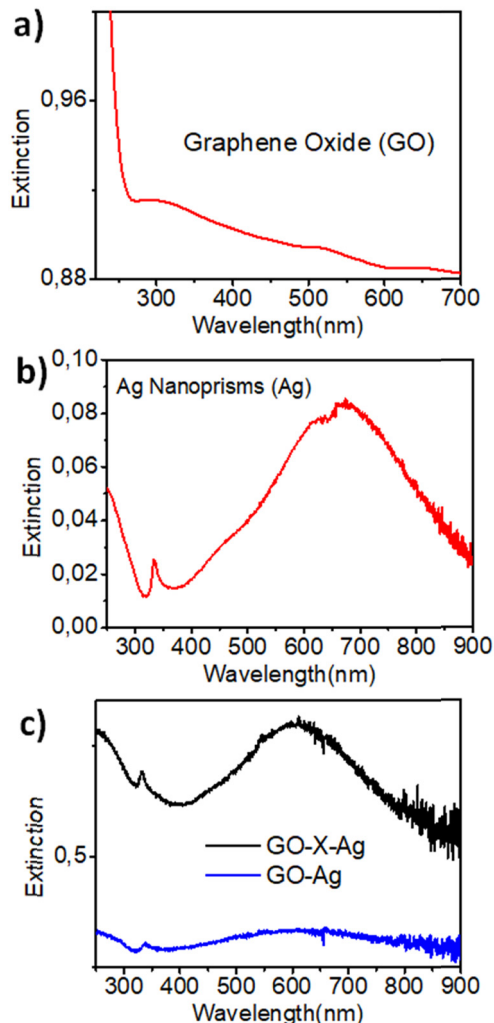 a)
0,96
0,88
Extinction
Graphene Oxide (GO)
300 400 500 600 700
Wavelength(nm)
b)
0,10
0,08
0,06
0,04
0,02
0,00
Extinction
Ag Nanoprisms (Ag)
300 400 500 600 700 800 900
Wavelength(nm)
c)
0,5
Extinction
GO-X-Ag
GO-Ag
300 400 500 600 700 800 900
Wavelength(nm)